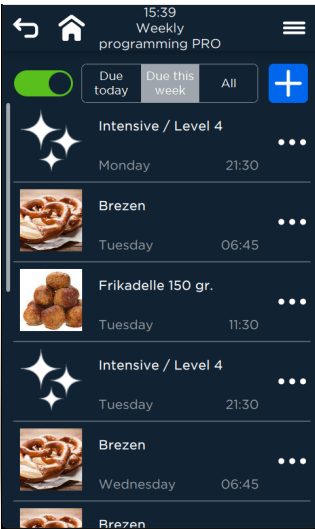 15:39
Weekly
programming PRO
Due
today
Due this
week
All
Intensive / Level 4
Monday 21:30
Brezen
Tuesday 06:45
Frikadelle 150 gr.
Tuesday 11:30
Intensive / Level 4
Tuesday 21:30
Brezen
Wednesday 06:45
Brezen